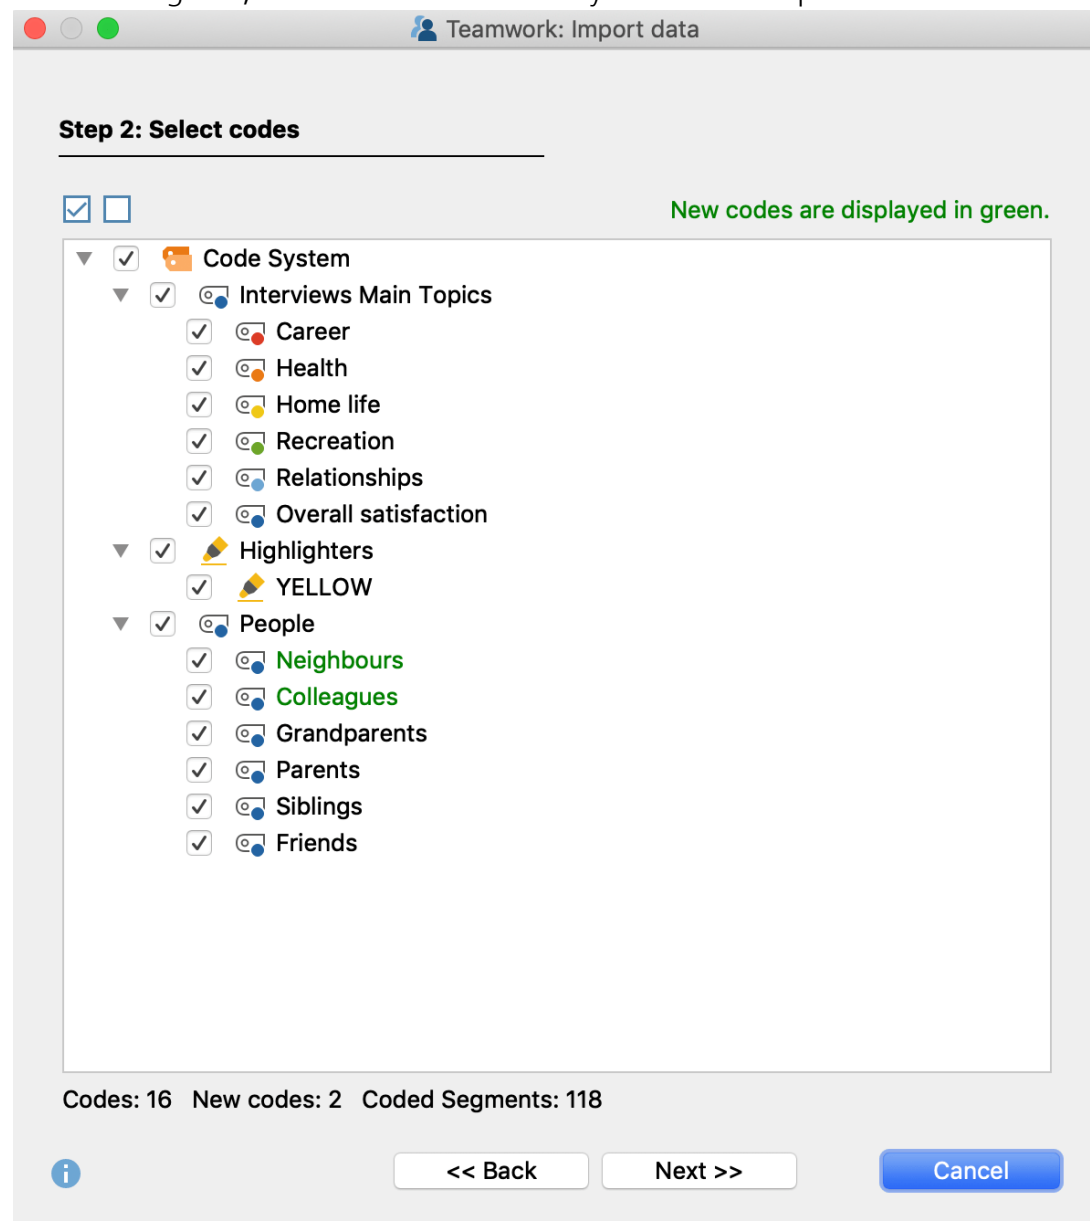 Teamwork: Import data
Step 2: Select codes
New codes are displayed in green.
Code System
Interviews Main Topics
Career
Health
Home life
Recreation
Relationships
Overall satisfaction
Highlighters
YELLOW
People
Neighbours
Colleagues
Grandparents
Parents
Siblings
Friends
Codes: 16 New codes: 2 Coded Segments: 118
<< Back Next >> Cancel